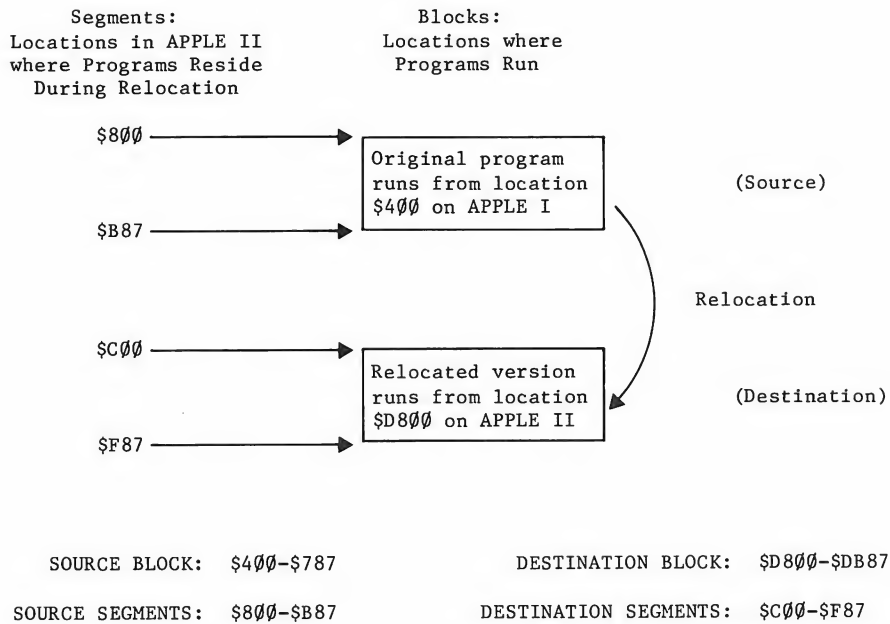 Segments:
Locations in APPLE II
where Programs Reside
During Relocation
Blocks:
Locations where
Programs Run
$8ØØ
Original program
runs from location
$4ØØ on APPLE I
(Source)
$B87
Relocation
$CØØ
Relocated version
runs from location
$D8ØØ on APPLE II
(Destination)
$F87
SOURCE BLOCK: $4ØØ-$787
DESTINATION BLOCK: $D8ØØ-$DB87
SOURCE SEGMENTS: $8ØØ-$B87
DESTINATION SEGMENTS: $CØØ-$F87